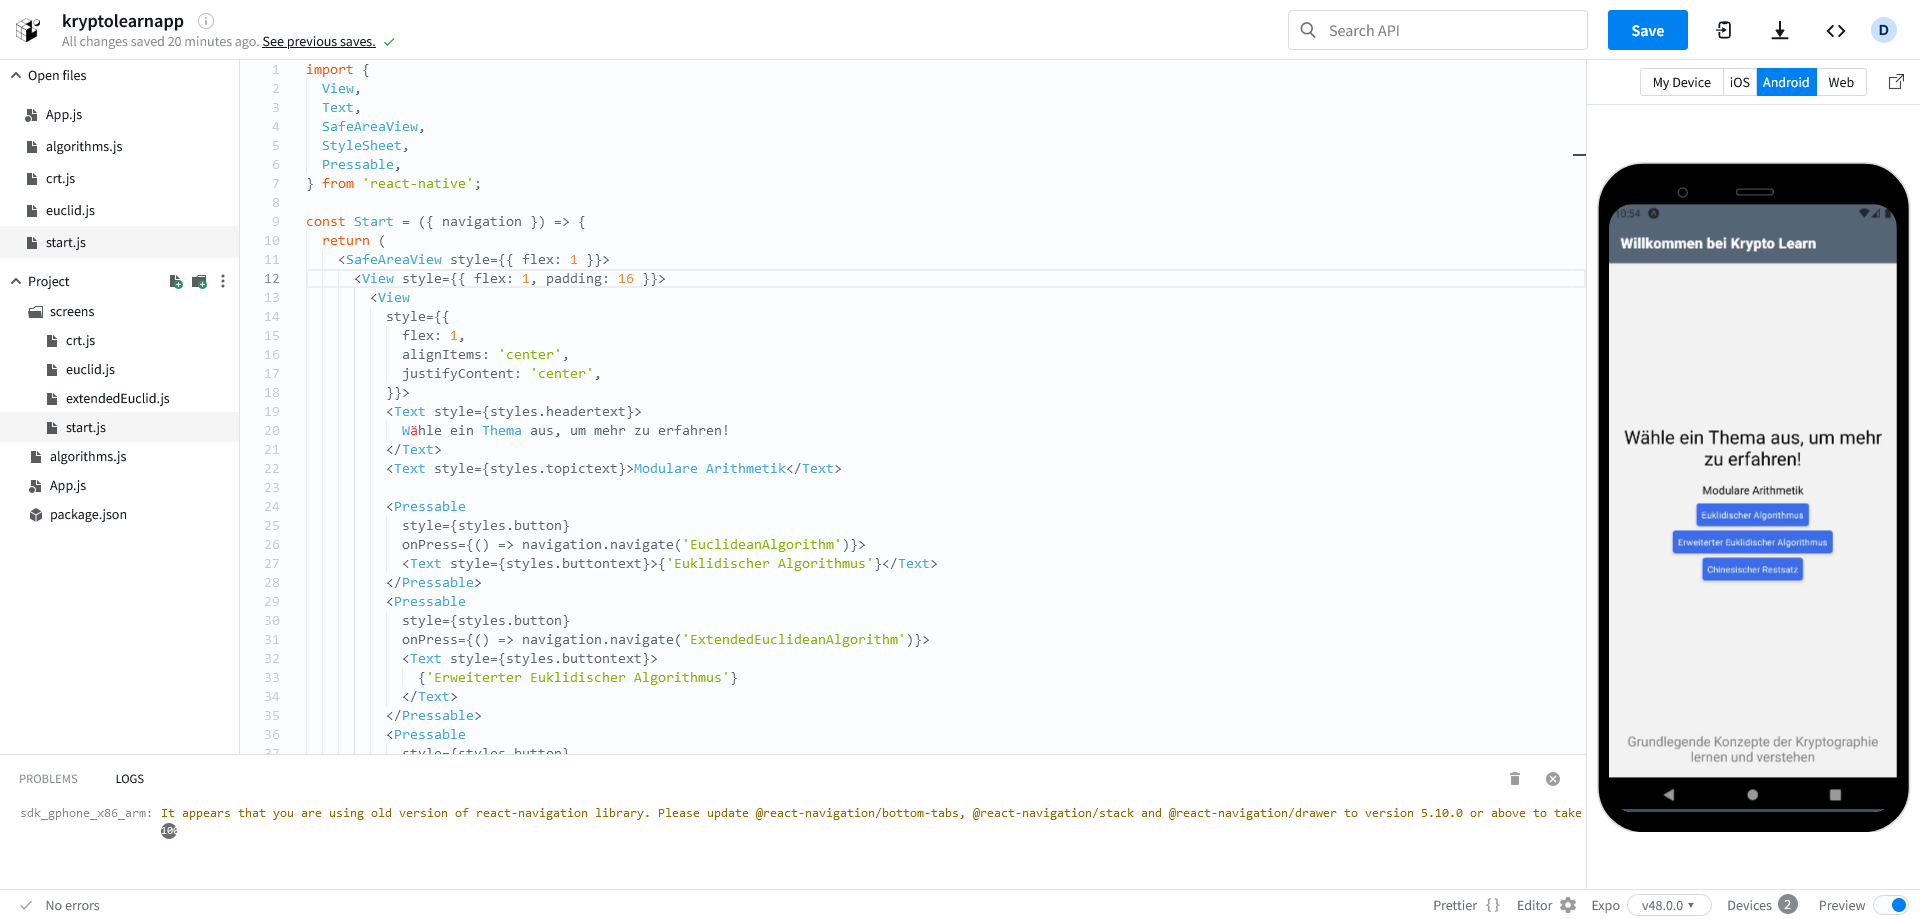 kryptolearnapp
All changes saved 20 minutes ago. See previous saves.
Search API
Save
D
Open files
App.js
algorithms.js
crt.js
euclid.js
start.js
Project
screens
crt.js
euclid.js
extendedEuclid.js
start.js
algorithms.js
App.js
package.json
1 import {
2 View,
3 Text,
4 SafeAreaView,
5 StyleSheet,
6 Pressable,
7 } from 'react-native';
8
9 const Start = ({ navigation }) => {
10 return (
11 <SafeAreaView style={{ flex: 1 }}>
12 <View style={{ flex: 1, padding: 16 }}>
13 <View
14 style={{
15 flex: 1,
16 alignItems: 'center',
17 justifyContent: 'center',
18 }}>
19 <Text style={styles.headertext}>
20 Wähle ein Thema aus, um mehr zu erfahren!
21 </Text>
22 <Text style={styles.topictext}>Modulare Arithmetik</Text>
23
24 <Pressable
25 style={styles.button}
26 onPress={() => navigation.navigate('EuclideanAlgorithm')}>
27 <Text style={styles.buttontext}>{'Euklidischer Algorithmus'}</Text>
28 </Pressable>
29 <Pressable
30 style={styles.button}
31 onPress={() => navigation.navigate('ExtendedEuclideanAlgorithm')}>
32 <Text style={styles.buttontext}>
33 {'Erweiterter Euklidischer Algorithmus'}
34 </Text>
35 </Pressable>
36 <Pressable
37 style={styles.button}
PROBLEMS LOGS
sdk_gphone_x86_arm: It appears that you are using old version of react-navigation library. Please update @react-navigation/bottom-tabs, @react-navigation/stack and @react-navigation/drawer to version 5.10.0 or above to take
100
My Device iOS Android Web
10:54
Willkommen bei Krypto Learn
Wähle ein Thema aus, um mehr
zu erfahren!
Modulare Arithmetik
Euklidischer Algorithmus
Erweiterter Euklidischer Algorithmus
Chinesischer Restsatz
Grundlegende Konzepte der Kryptographie
lernen und verstehen
No errors
Prettier {} Editor Expo v48.0.0 Devices 2 Preview